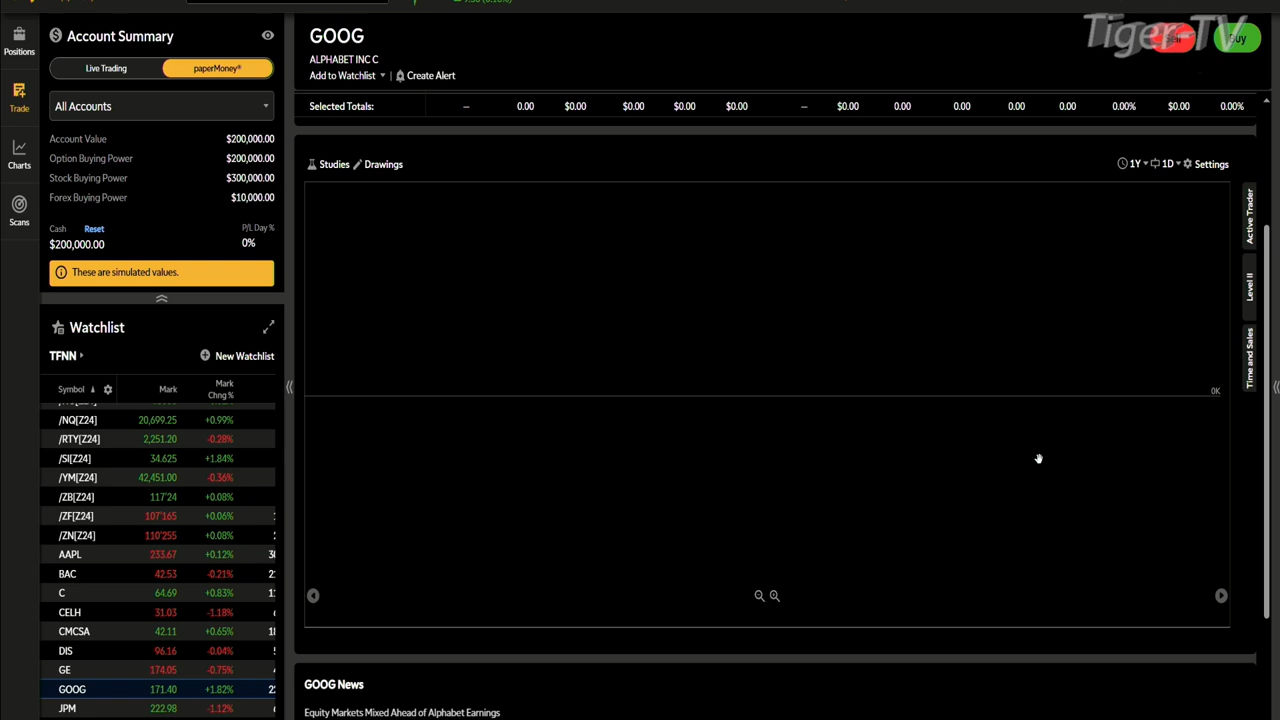 Tiger-TV
Positions
Trade
Charts
Scans
Account Summary
Live Trading paperMoney®
All Accounts
Account Value $200,000.00
Option Buying Power $200,000.00
Stock Buying Power $300,000.00
Forex Buying Power $10,000.00
Cash Reset P/L Day %
$200,000.00 0%
These are simulated values.
Watchlist
TFNN New Watchlist
Symbol Mark Mark Chng %
/NQ[Z24] 20,699.25 +0.99%
/RTY[Z24] 2,251.20 -0.28%
/SI[Z24] 34.625 +1.84%
/YM[Z24] 42,451.00 -0.36%
/ZB[Z24] 117'24 +0.08%
/ZF[Z24] 107'165 +0.06%
/ZN[Z24] 110'255 +0.08%
AAPL 233.67 +0.12%
BAC 42.53 -0.21%
C 64.69 +0.83%
CELH 31.03 -1.18%
CMCSA 42.11 +0.65%
DIS 96.16 -0.04%
GE 174.05 -0.75%
GOOG 171.40 +1.82%
JPM 222.98 -1.12%
GOOG
Sell Buy
ALPHABET INC C
Add to Watchlist Create Alert
Selected Totals: – 0.00 $0.00 $0.00 $0.00 $0.00 – $0.00 0.00 0.00 0.00 0.00 0.00% $0.00 0.00%
Studies Drawings 1Y 1D Settings
0K
Active Trader
Level II
Time and Sales
GOOG News
Equity Markets Mixed Ahead of Alphabet Earnings